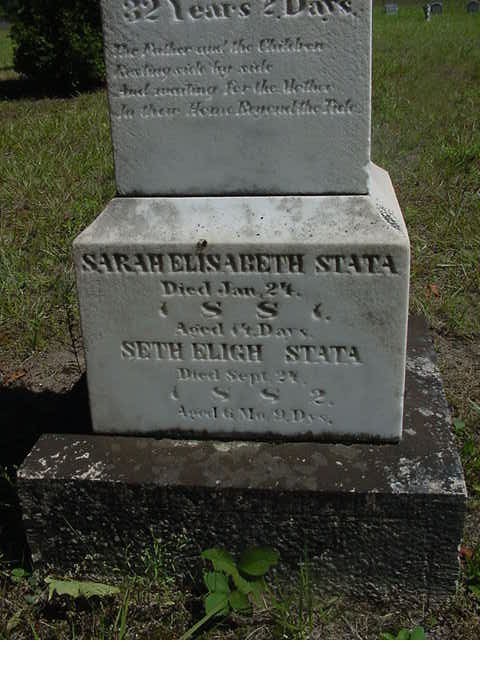 32 Years 2, Days.
The Father and the Children
Resting side by side
And waiting for the Mother
In their Home Beyond the Tide
SARAH ELISABETH STATA
Died Jan. 24.
1 8 8 1.
Aged 14, Days.
SETH ELIGH STATA
Died Sept. 24.
1 8 8 2.
Aged 6 Mo. 9, Dys.